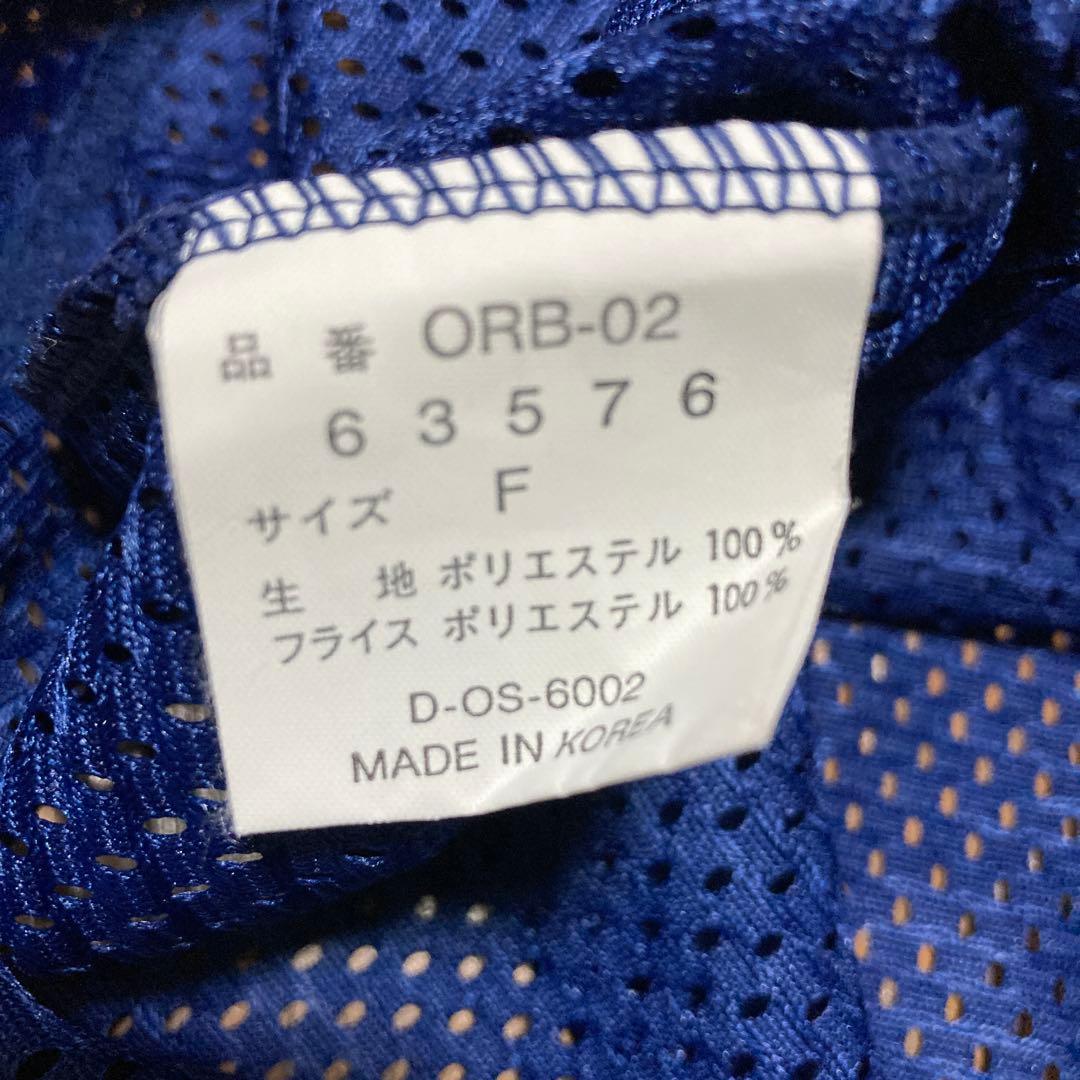 品 番 ORB-02
6 3 5 7 6
サイズ F
生 地 ポリエステル 100%
フライス ポリエステル 100%
D-OS-6002
MADE IN KOREA